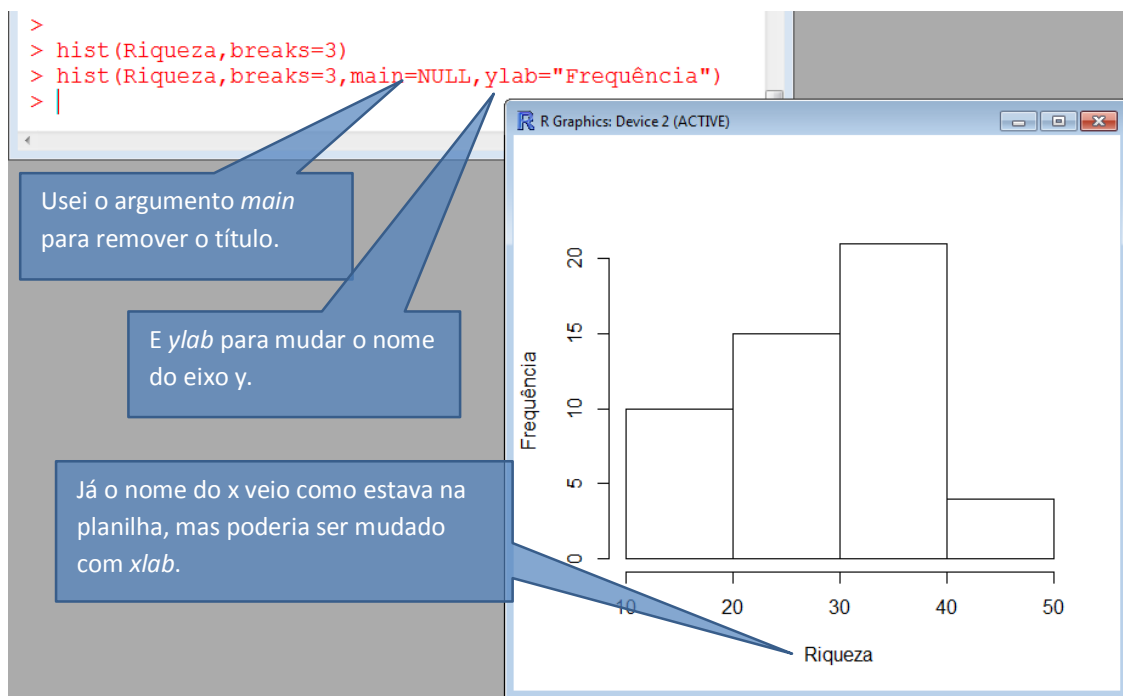 >
> hist(Riqueza,breaks=3)
> hist(Riqueza,breaks=3,main=NULL,ylab="Frequência")
>
R Graphics: Device 2 (ACTIVE)
Usei o argumento main
para remover o título.
E ylab para mudar o nome
do eixo y.
Já o nome do x veio como estava na
planilha, mas poderia ser mudado
com xlab.
Frequência
20
15
10
5
0
10 20 30 40 50
Riqueza